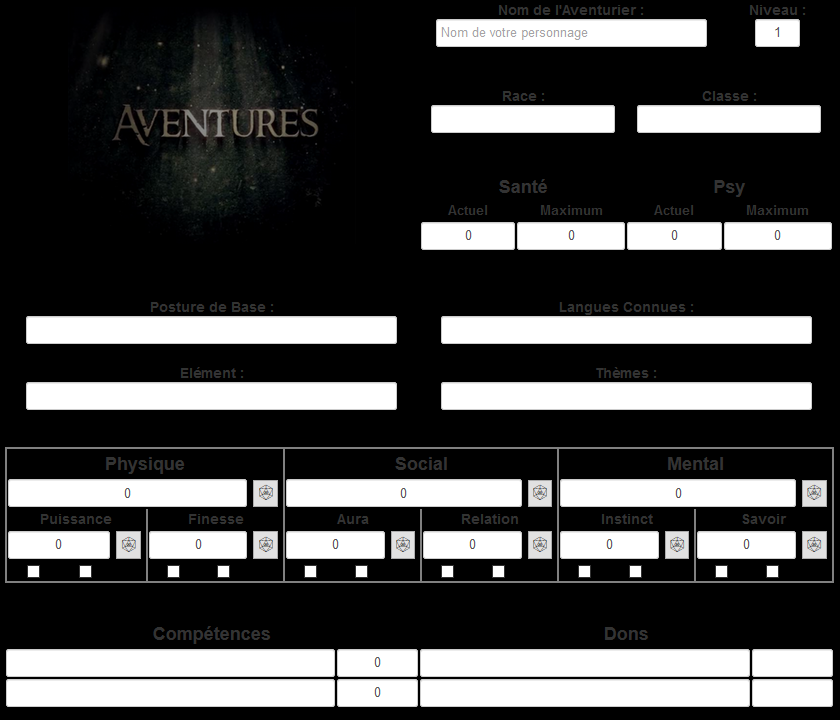 AVENTURES
Nom de l'Aventurier : Niveau :
Nom de votre personnage 1
Race : Classe :
Santé Psy
Actuel Maximum Actuel Maximum
0 0 0 0
Posture de Base : Langues Connues :
Elément : Thèmes :
Physique Social Mental
0 0 0
Puissance Finesse Aura Relation Instinct Savoir
0 0 0 0 0 0
Compétences Dons
0
0